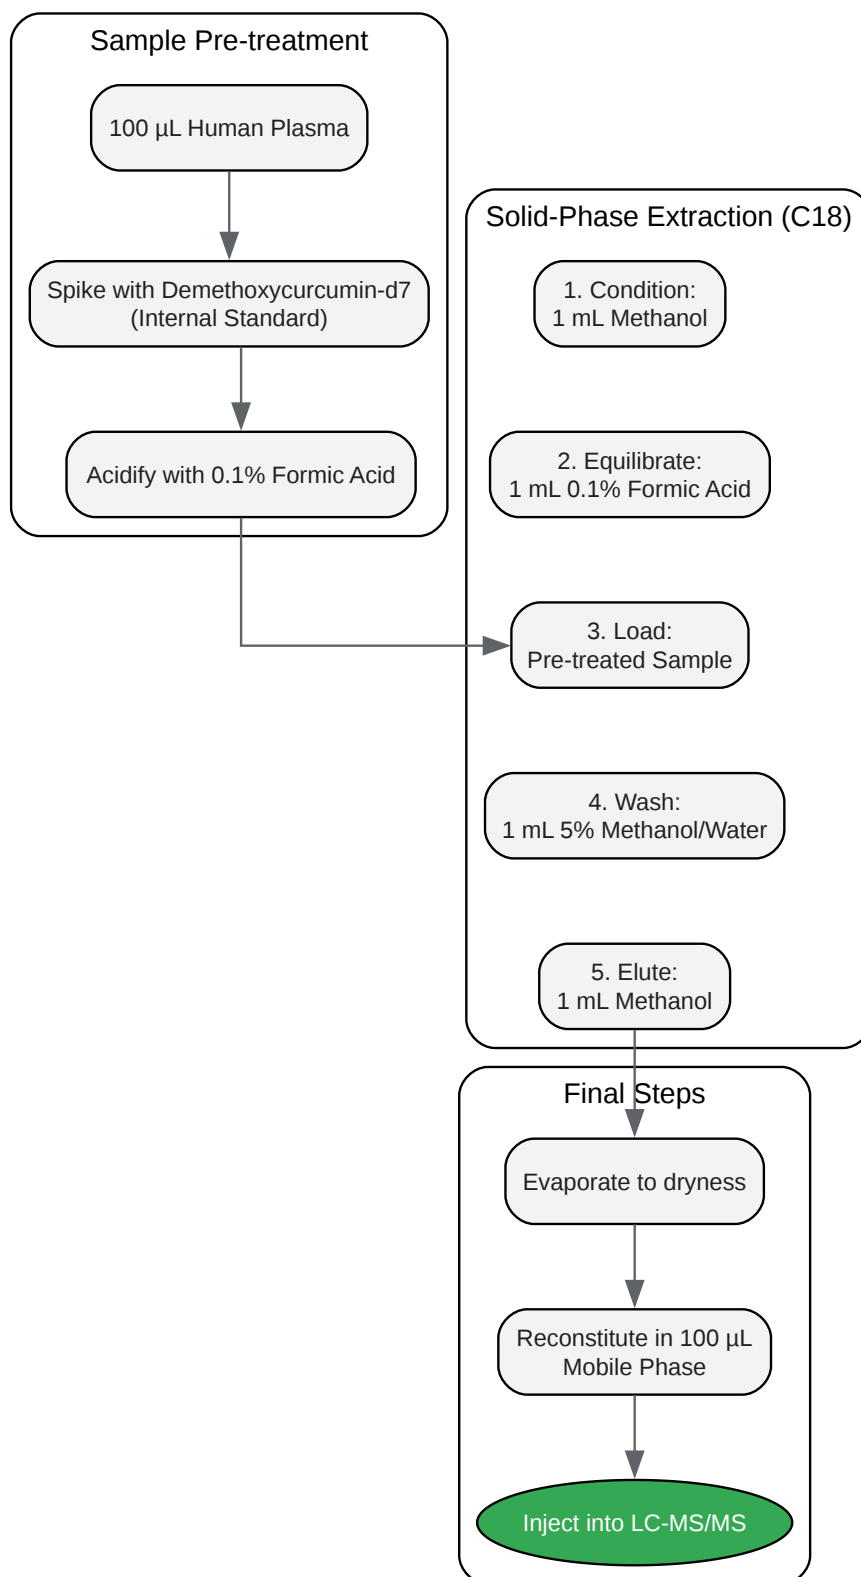 Sample Pre-treatment
100 µL Human Plasma
Spike with Demethoxycurcumin-d7
(Internal Standard)
Acidify with 0.1% Formic Acid
Solid-Phase Extraction (C18)
1. Condition:
1 mL Methanol
2. Equilibrate:
1 mL 0.1% Formic Acid
3. Load:
Pre-treated Sample
4. Wash:
1 mL 5% Methanol/Water
5. Elute:
1 mL Methanol
Final Steps
Evaporate to dryness
Reconstitute in 100 µL
Mobile Phase
Inject into LC-MS/MS